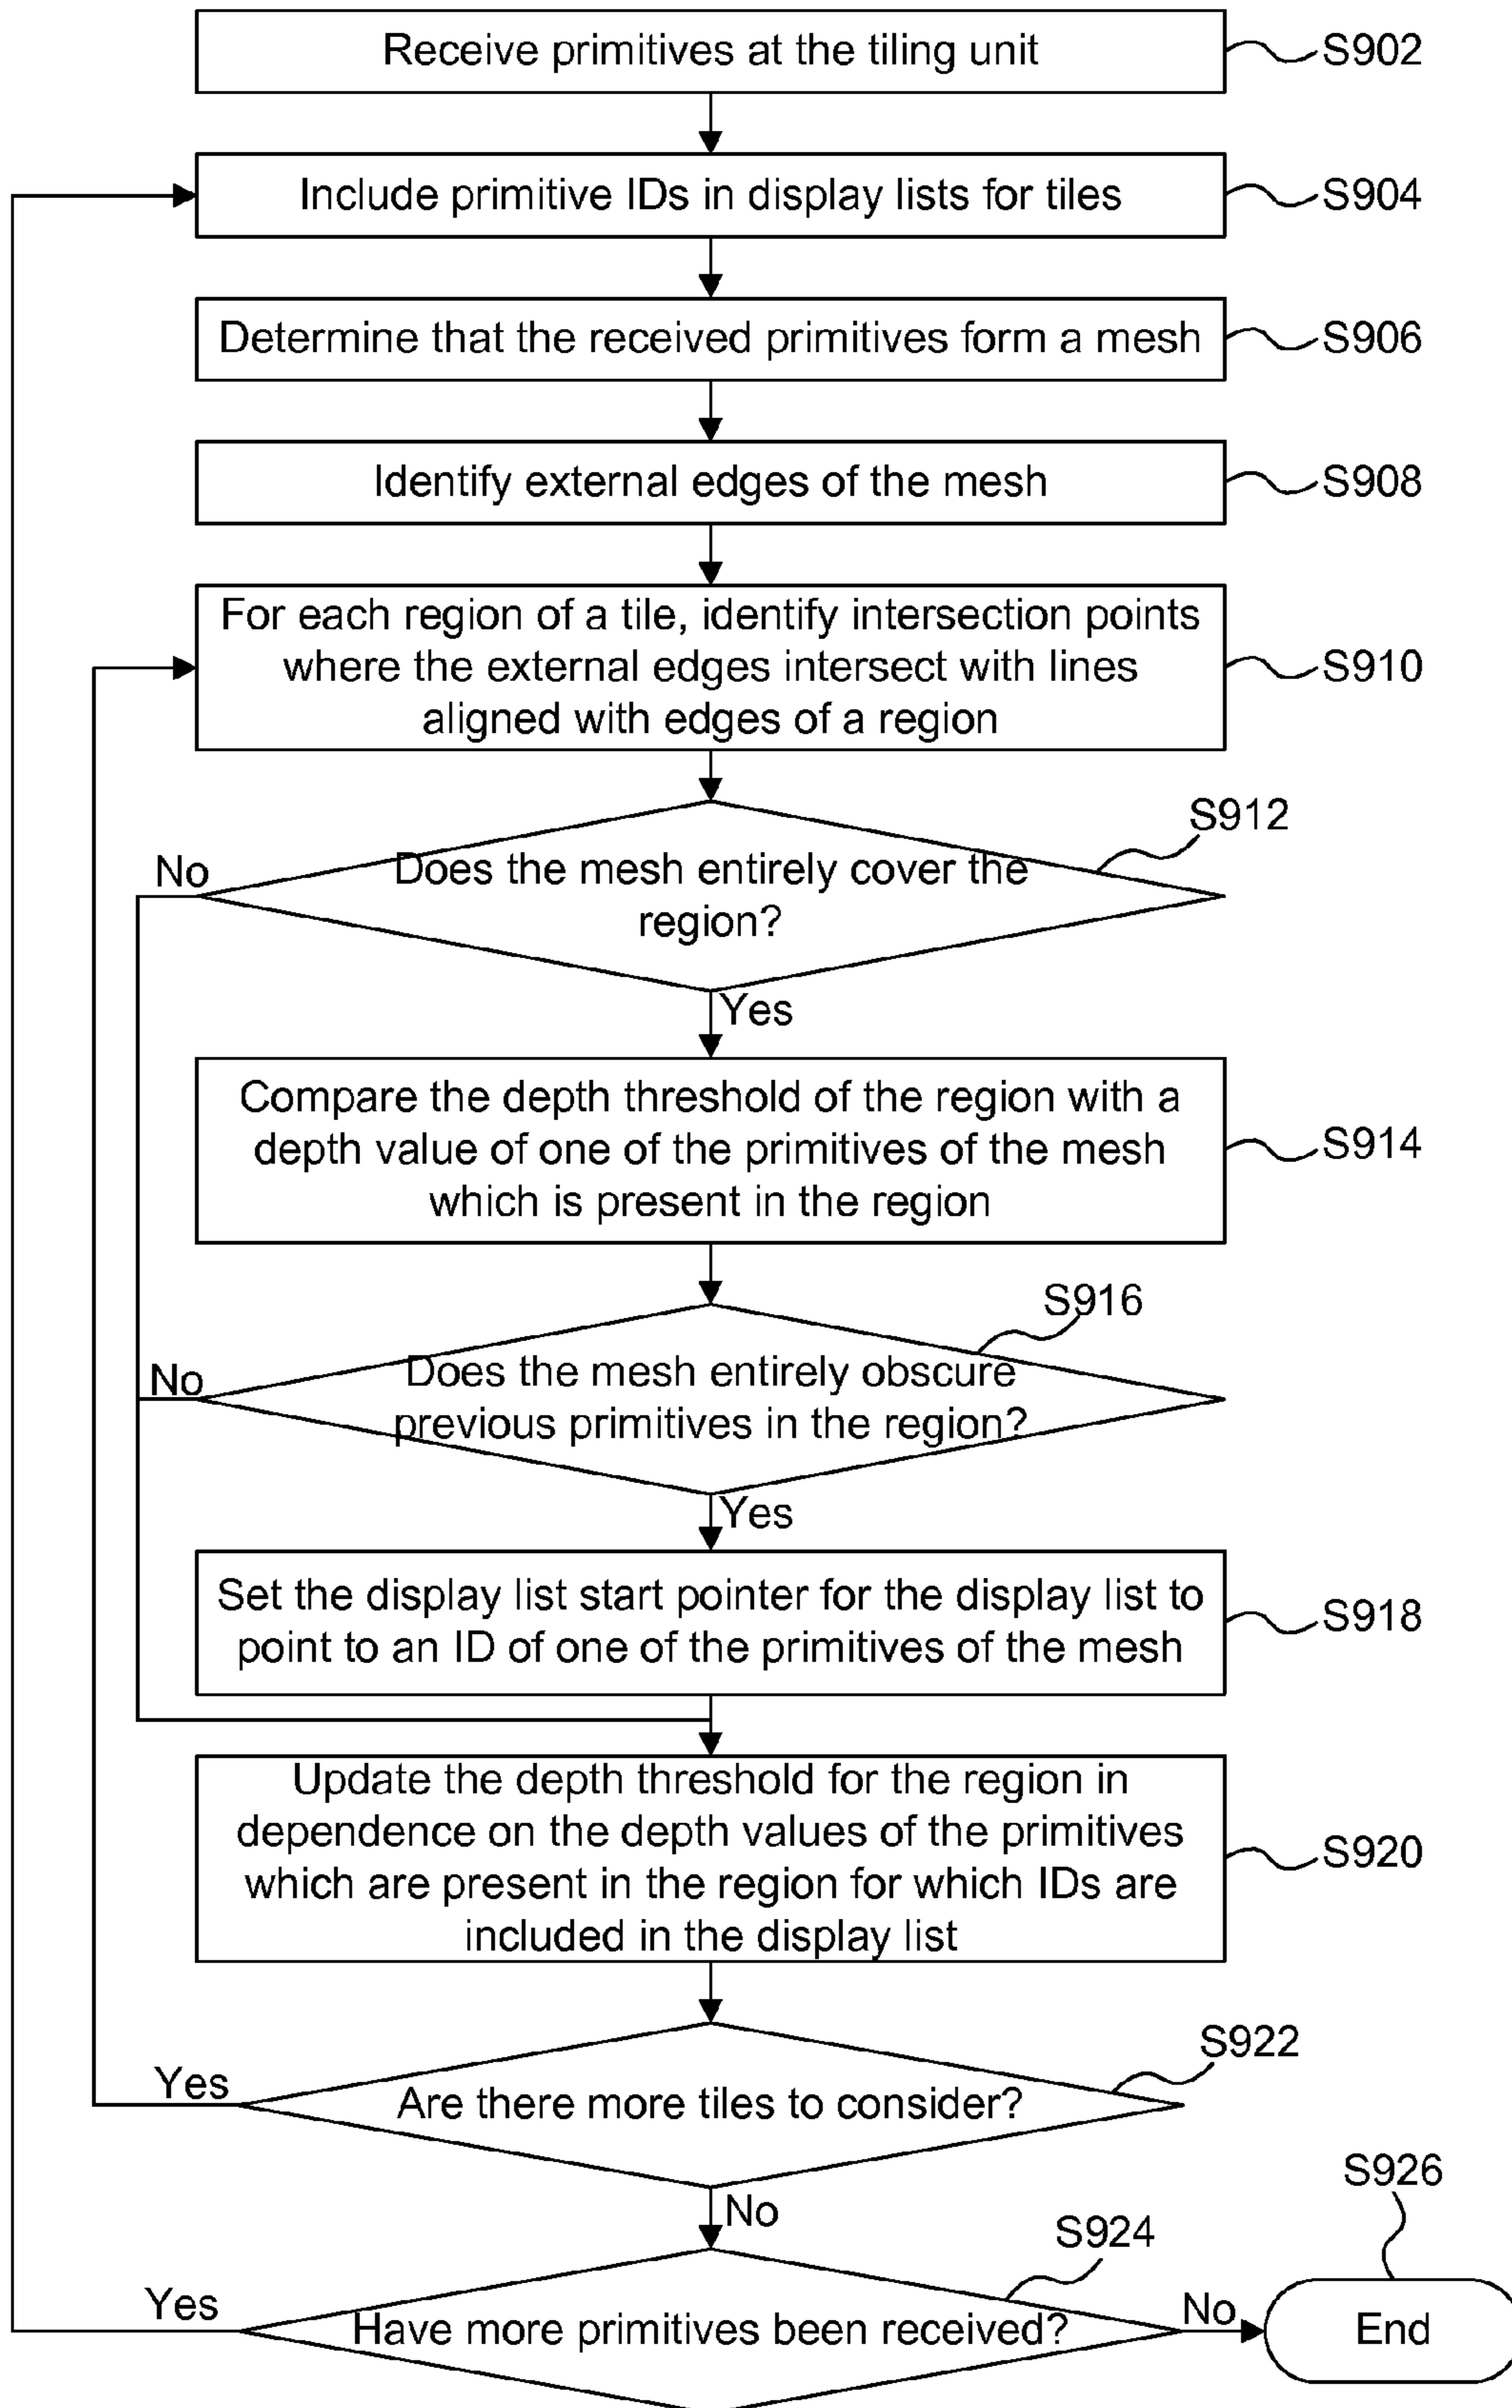 Receive primitives at the tiling unit
S902
Include primitive IDs in display lists for tiles
S904
Determine that the received primitives form a mesh
S906
Identify external edges of the mesh
S908
For each region of a tile, identify intersection points
where the external edges intersect with lines
aligned with edges of a region
S910
S912
No
Does the mesh entirely cover the
region?
Yes
Compare the depth threshold of the region with a
depth value of one of the primitives of the mesh
which is present in the region
S914
S916
No
Does the mesh entirely obscure
previous primitives in the region?
Yes
Set the display list start pointer for the display list to
point to an ID of one of the primitives of the mesh
S918
Update the depth threshold for the region in
dependence on the depth values of the primitives
which are present in the region for which IDs are
included in the display list
S920
S922
Yes
Are there more tiles to consider?
No
S924
S926
Yes
Have more primitives been received?
No
End